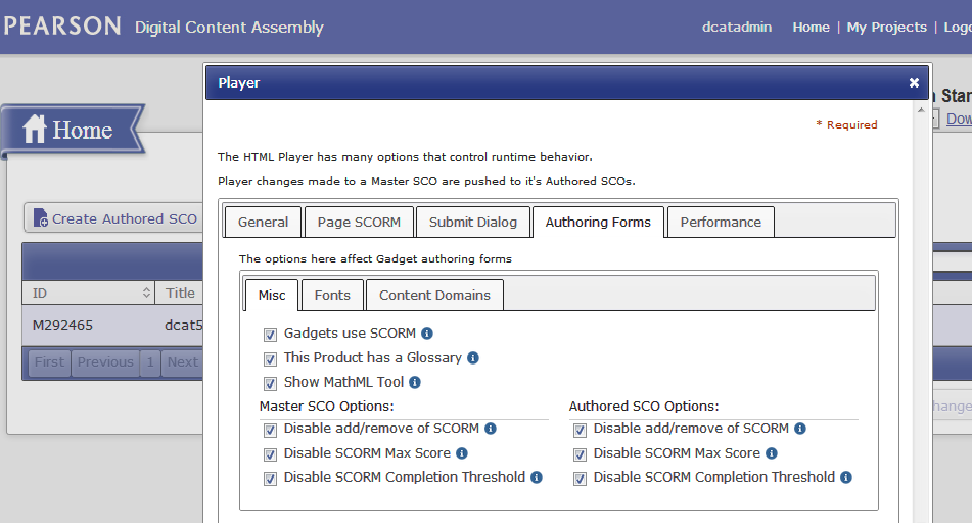 PEARSON Digital Content Assembly
dcatadmin Home | My Projects |
Player
Home
* Required
The HTML Player has many options that control runtime behavior.
Player changes made to a Master SCO are pushed to it's Authored SCOs.
Create Authored SCO
General Page SCORM Submit Dialog Authoring Forms Performance
The options here affect Gadget authoring forms
ID Title
Misc Fonts Content Domains
M292465
Gadgets use SCORM
This Product has a Glossary
First Previous 1 Next
Show MathML Tool
Master SCO Options: Authored SCO Options:
Disable add/remove of SCORM Disable add/remove of SCORM
Disable SCORM Max Score Disable SCORM Max Score
Disable SCORM Completion Threshold Disable SCORM Completion Threshold